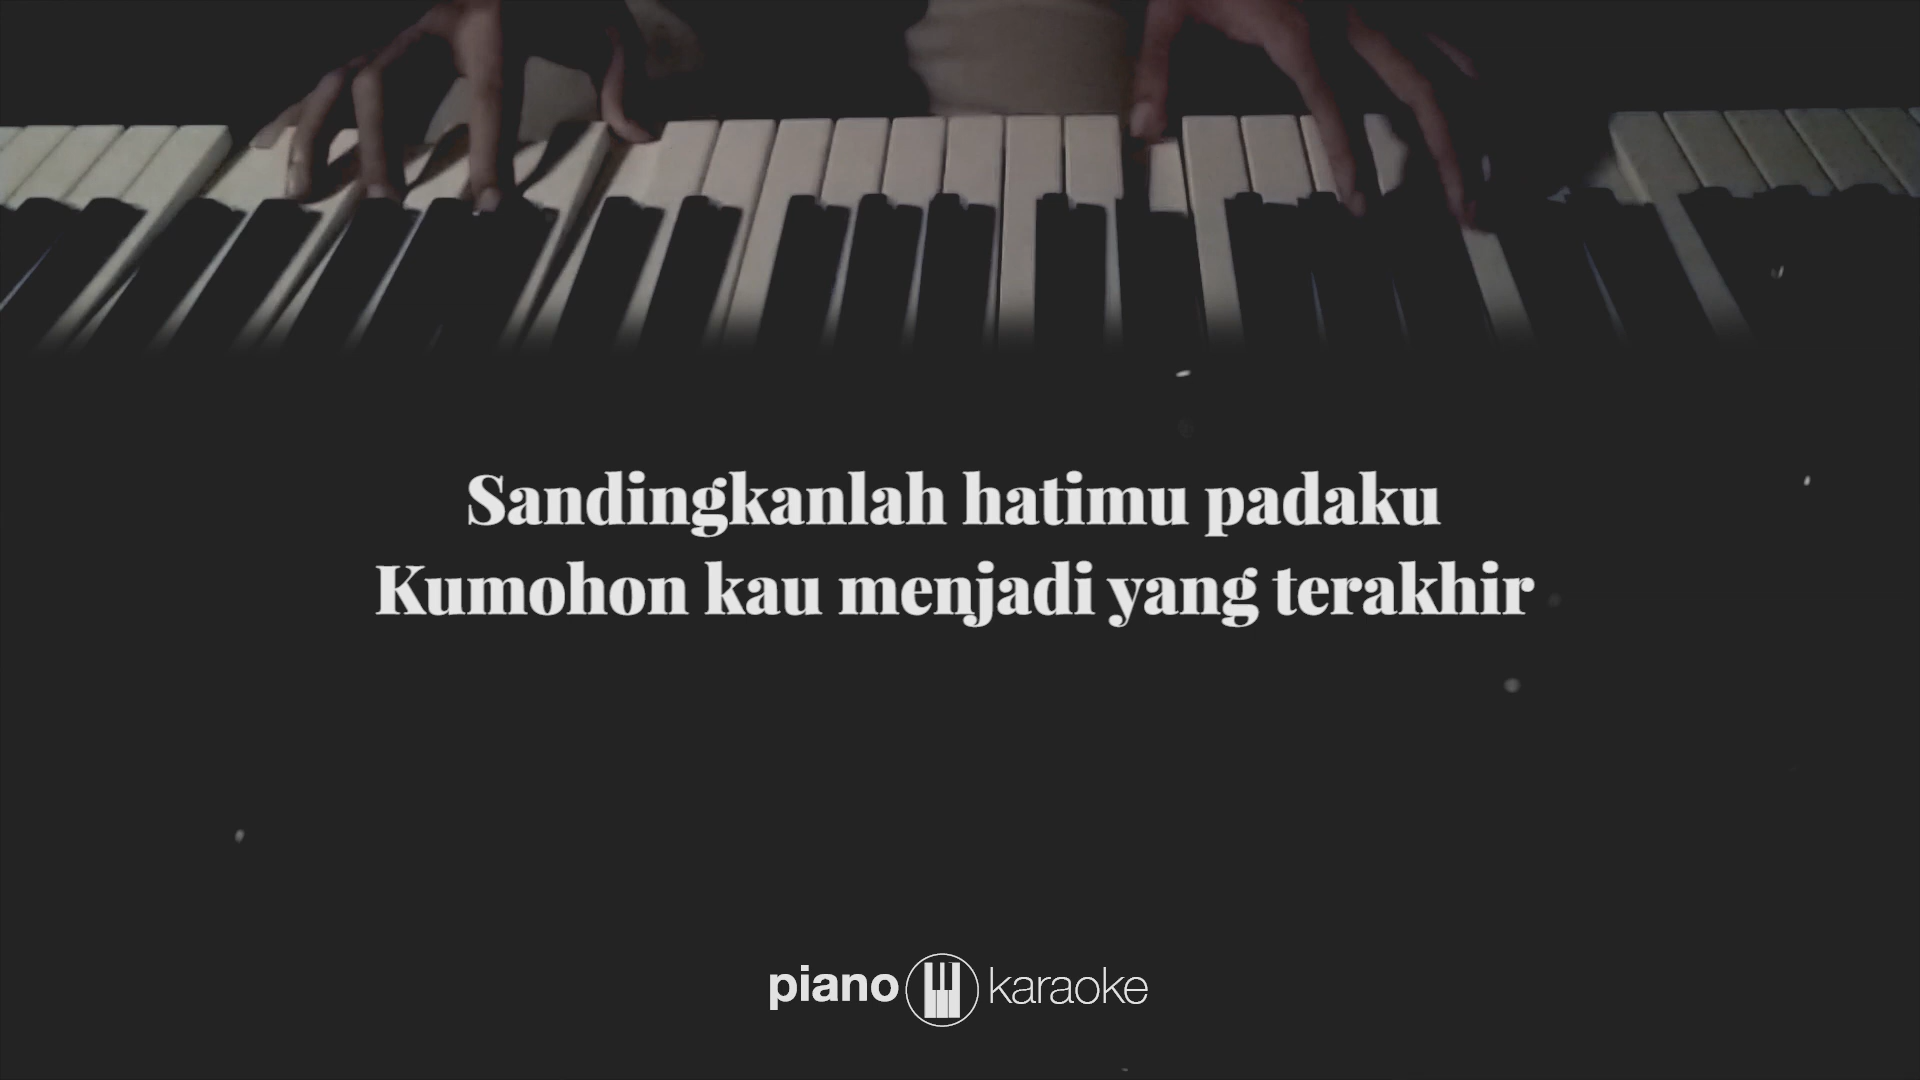 Sandingkanlah hatimu padaku
Kumohon kau menjadi yang terakhir
piano karaoke